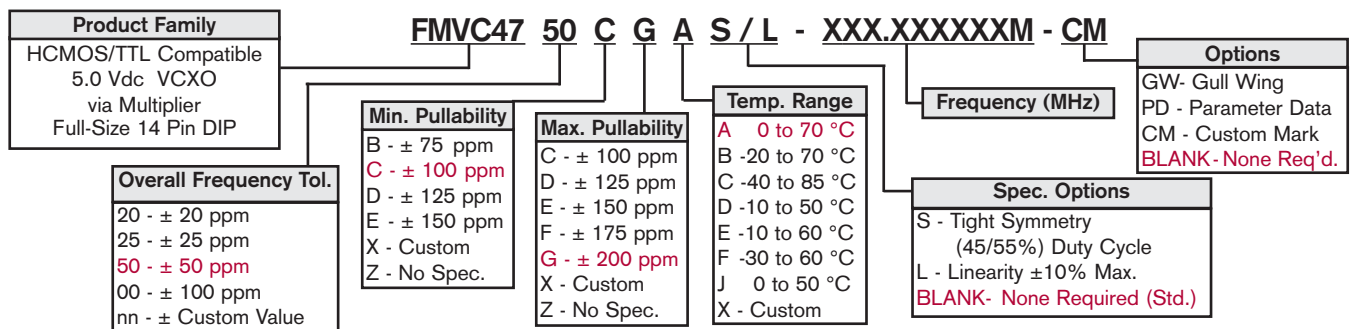 FMVC47 50 C G A S / L - XXX.XXXXXXM - CM
Product Family
HCMOS/TTL Compatible
5.0 Vdc VCXO
via Multiplier
Full-Size 14 Pin DIP
Overall Frequency Tol.
20 - ± 20 ppm
25 - ± 25 ppm
50 - ± 50 ppm
00 - ± 100 ppm
nn - ± Custom Value
Min. Pullability
B - ± 75 ppm
C - ± 100 ppm
D - ± 125 ppm
E - ± 150 ppm
X - Custom
Z - No Spec.
Max. Pullability
C - ± 100 ppm
D - ± 125 ppm
E - ± 150 ppm
F - ± 175 ppm
G - ± 200 ppm
X - Custom
Z - No Spec.
Temp. Range
A 0 to 70 °C
B -20 to 70 °C
C -40 to 85 °C
D -10 to 50 °C
E -10 to 60 °C
F -30 to 60 °C
J 0 to 50 °C
X - Custom
Frequency (MHz)
Spec. Options
S - Tight Symmetry
(45/55%) Duty Cycle
L - Linearity ±10% Max.
BLANK- None Required (Std.)
Options
GW- Gull Wing
PD - Parameter Data
CM - Custom Mark
BLANK - None Req'd.